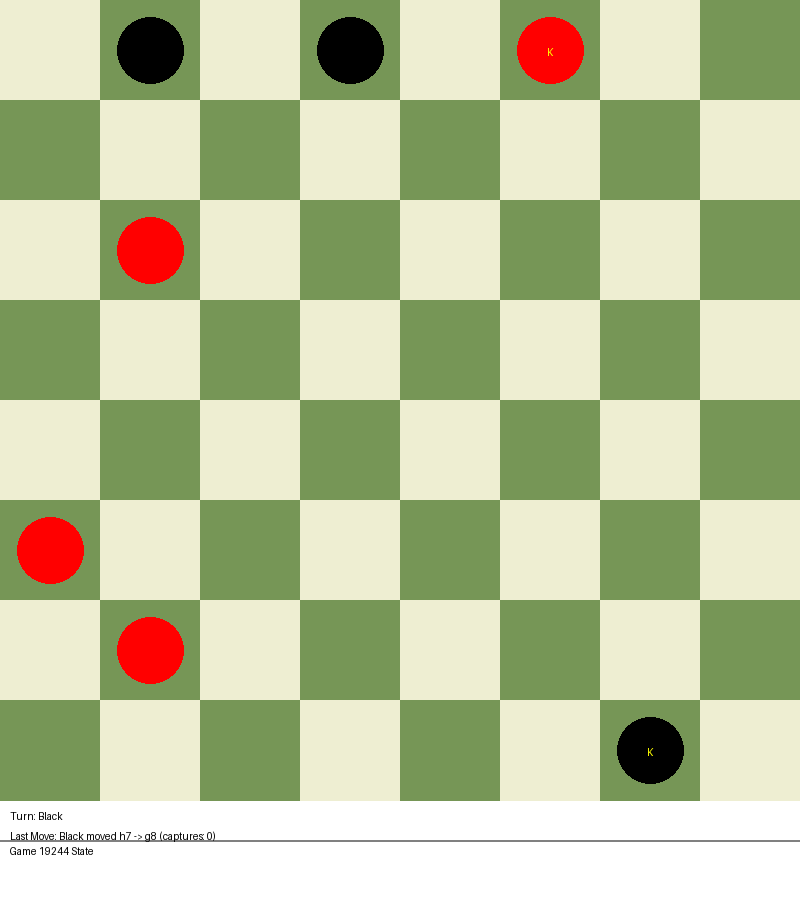 K
K
Turn: Black
Last Move: Black moved h7 -> g8 (captures: 0)
Game 19244 State